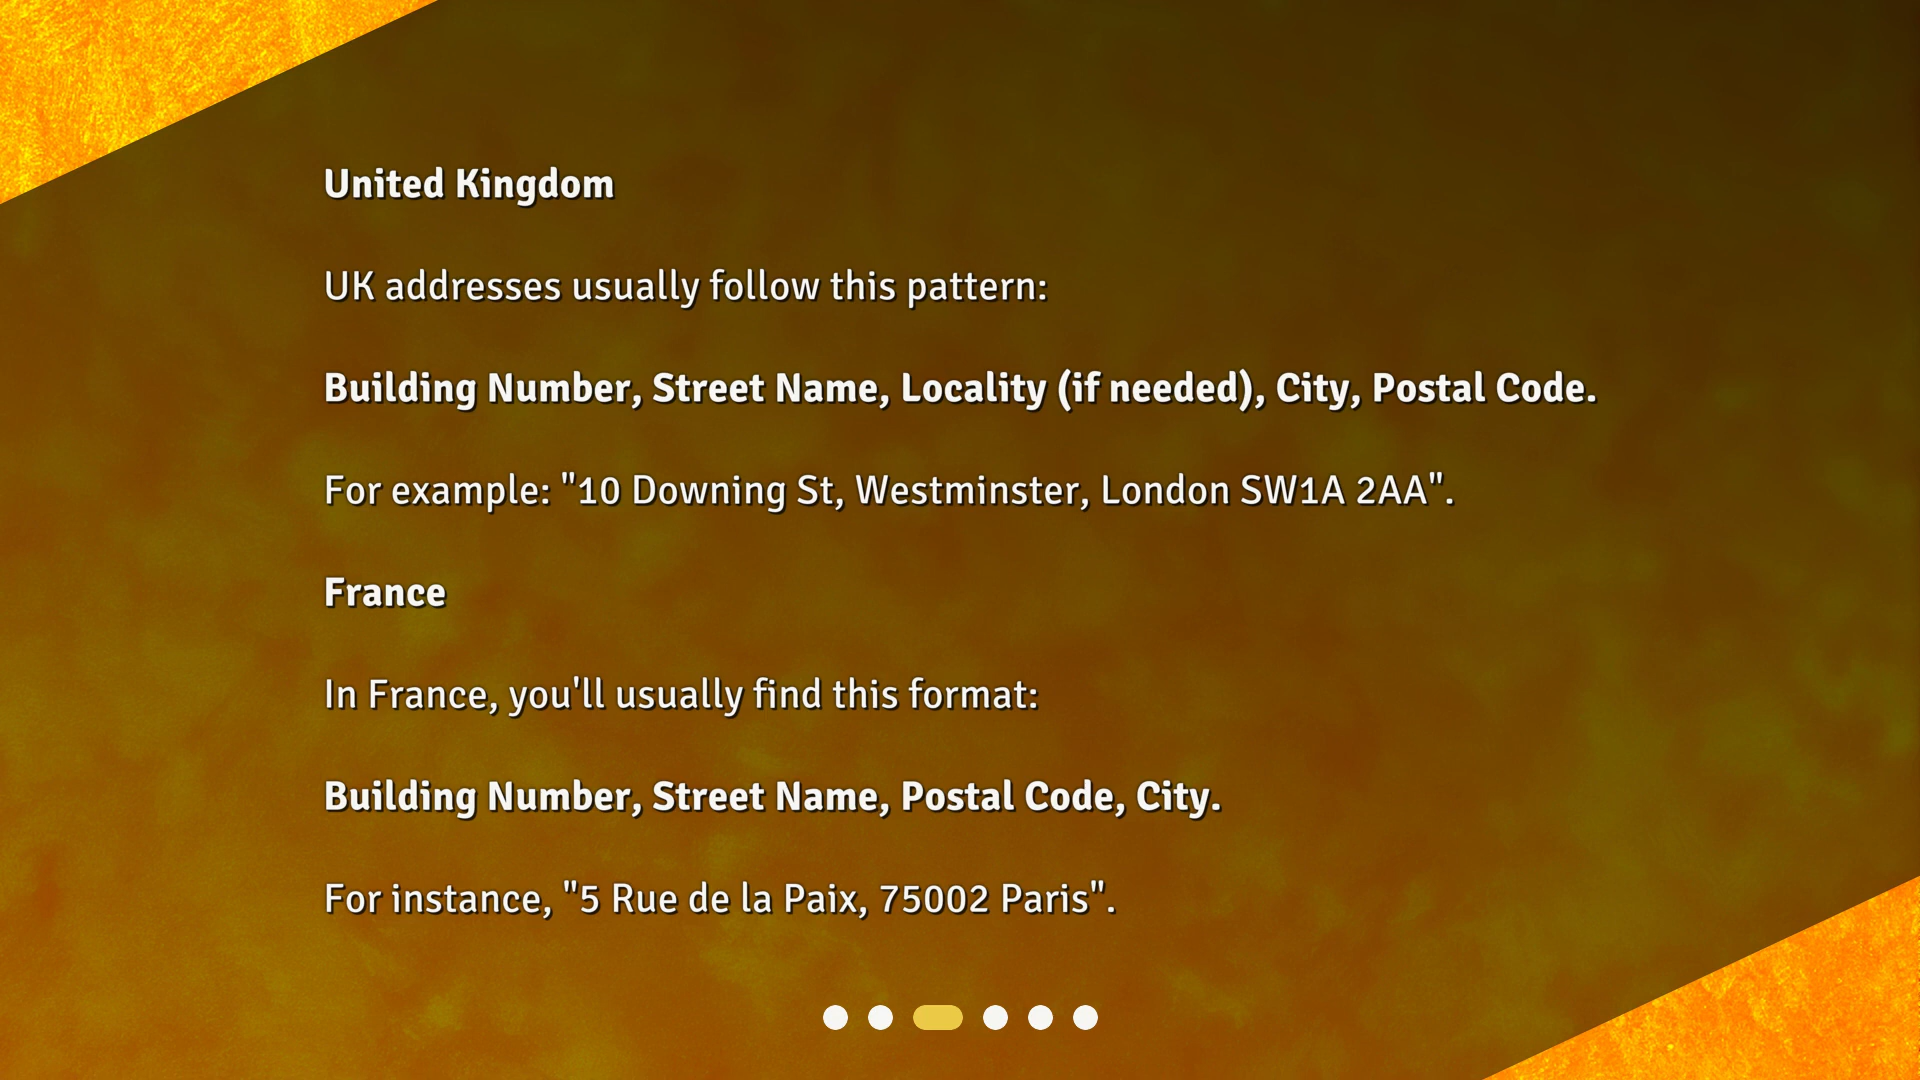 United Kingdom
UK addresses usually follow this pattern:
Building Number, Street Name, Locality (if needed), City, Postal Code.
For example: "10 Downing St, Westminster, London SW1A 2AA".
France
In France, you'll usually find this format:
Building Number, Street Name, Postal Code, City.
For instance, "5 Rue de la Paix, 75002 Paris".